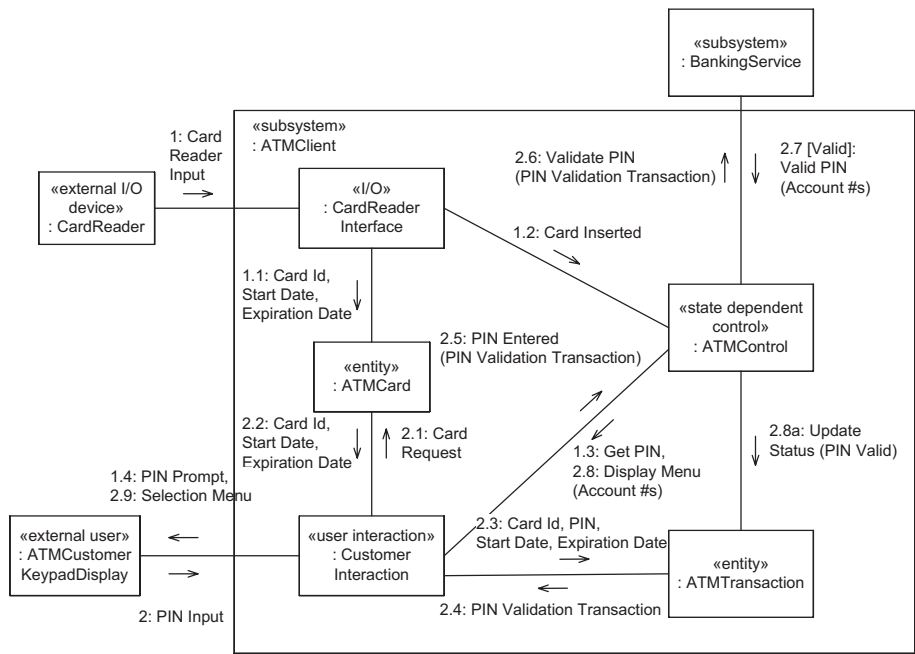 «subsystem»
: BankingService
«subsystem»
: ATMClient
1: Card
Reader
Input
2.6: Validate PIN
(PIN Validation Transaction)
2.7 [Valid]:
Valid PIN
(Account #s)
«external I/O
device»
: CardReader
«I/O»
: CardReader
Interface
1.2: Card Inserted
1.1: Card Id,
Start Date,
Expiration Date
«state dependent
control»
: ATMControl
2.5: PIN Entered
(PIN Validation Transaction)
«entity»
: ATMCard
2.2: Card Id,
Start Date,
Expiration Date
2.1: Card
Request
1.3: Get PIN,
2.8: Display Menu
(Account #s)
2.8a: Update
Status (PIN Valid)
1.4: PIN Prompt,
2.9: Selection Menu
«external user»
: ATMCustomer
KeypadDisplay
«user interaction»
: Customer
Interaction
2.3: Card Id, PIN,
Start Date, Expiration Date
«entity»
: ATMTransaction
2: PIN Input
2.4: PIN Validation Transaction